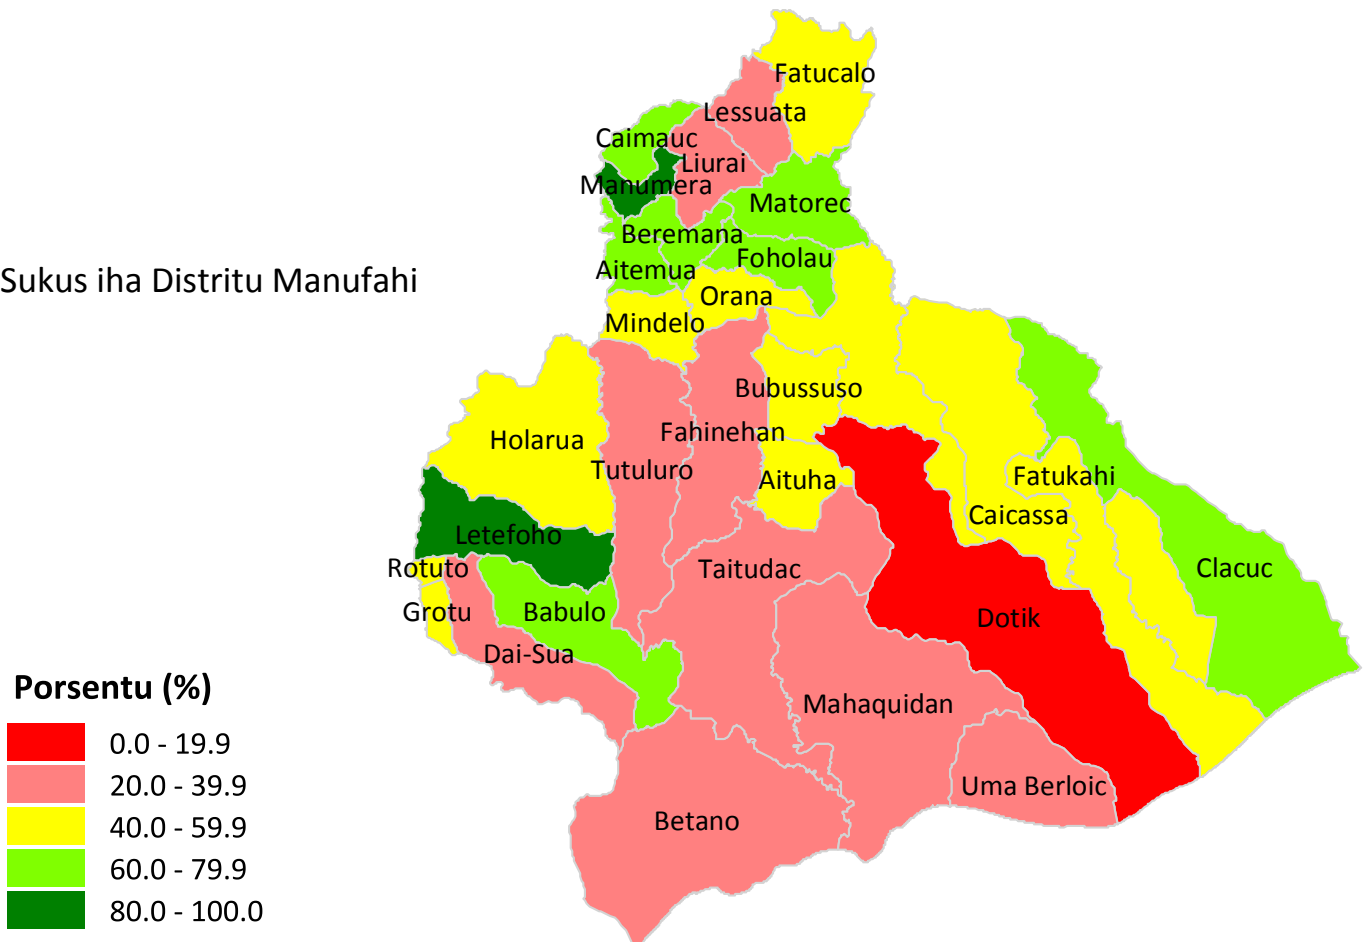 Fatucalo
Lessuata
Caimauc
Liurai
Manumera
Matorec
Beremana
Foholau
Aitemua
Sukus iha Distritu Manufahi
Orana
Mindelo
Bubussuso
Fahinehan
Holarua
Tutuluro
Fatukahi
Aituha
Caicassa
Letefoho
Rotuto
Taitudac
Clacuc
Grotu
Babulo
Dotik
Dai-Sua
Mahaquidan
Uma Berloic
Betano
Porsentu (%)
0.0 - 19.9
20.0 - 39.9
40.0 - 59.9
60.0 - 79.9
80.0 - 100.0